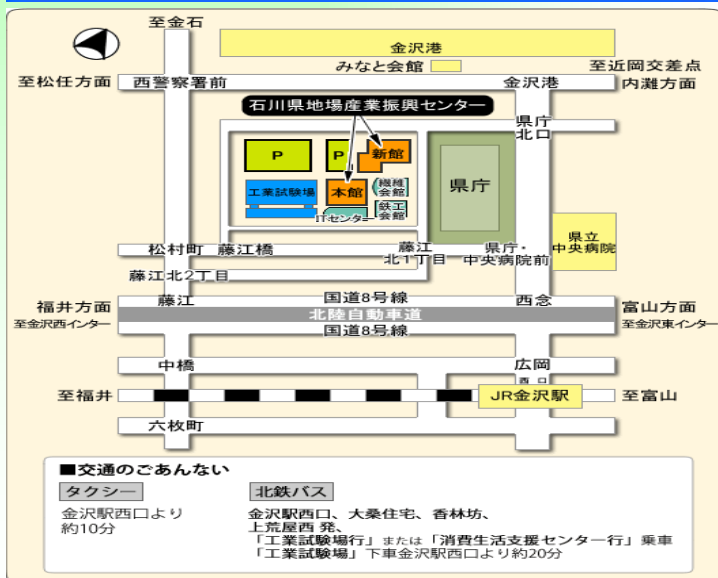 至金石
金沢港
みなと会館
至近岡交差点
至松任方面
西警察署前
金沢港
内灘方面
石川県地場産業振興センター
県庁
北口
P
P
新館
工業試験場
本館
繊維
会館
県庁
ITセンター
鉄工
会館
県立
中央病院
松村町
藤江橋
藤江
北1丁目
県庁・
中央病院前
藤江北2丁目
福井方面
至金沢西インター
藤江
国道8号線
西念
富山方面
至金沢東インター
北陸自動車道
国道8号線
中橋
広岡
西口
至福井
JR金沢駅
至富山
六枚町
■交通のごあんない
タクシー
金沢駅西口より
約10分
北鉄バス
金沢駅西口、大桑住宅、香林坊、
上荒屋西 発、
「工業試験場行」または「消費生活支援センター行」乗車
「工業試験場」下車金沢駅西口より約20分